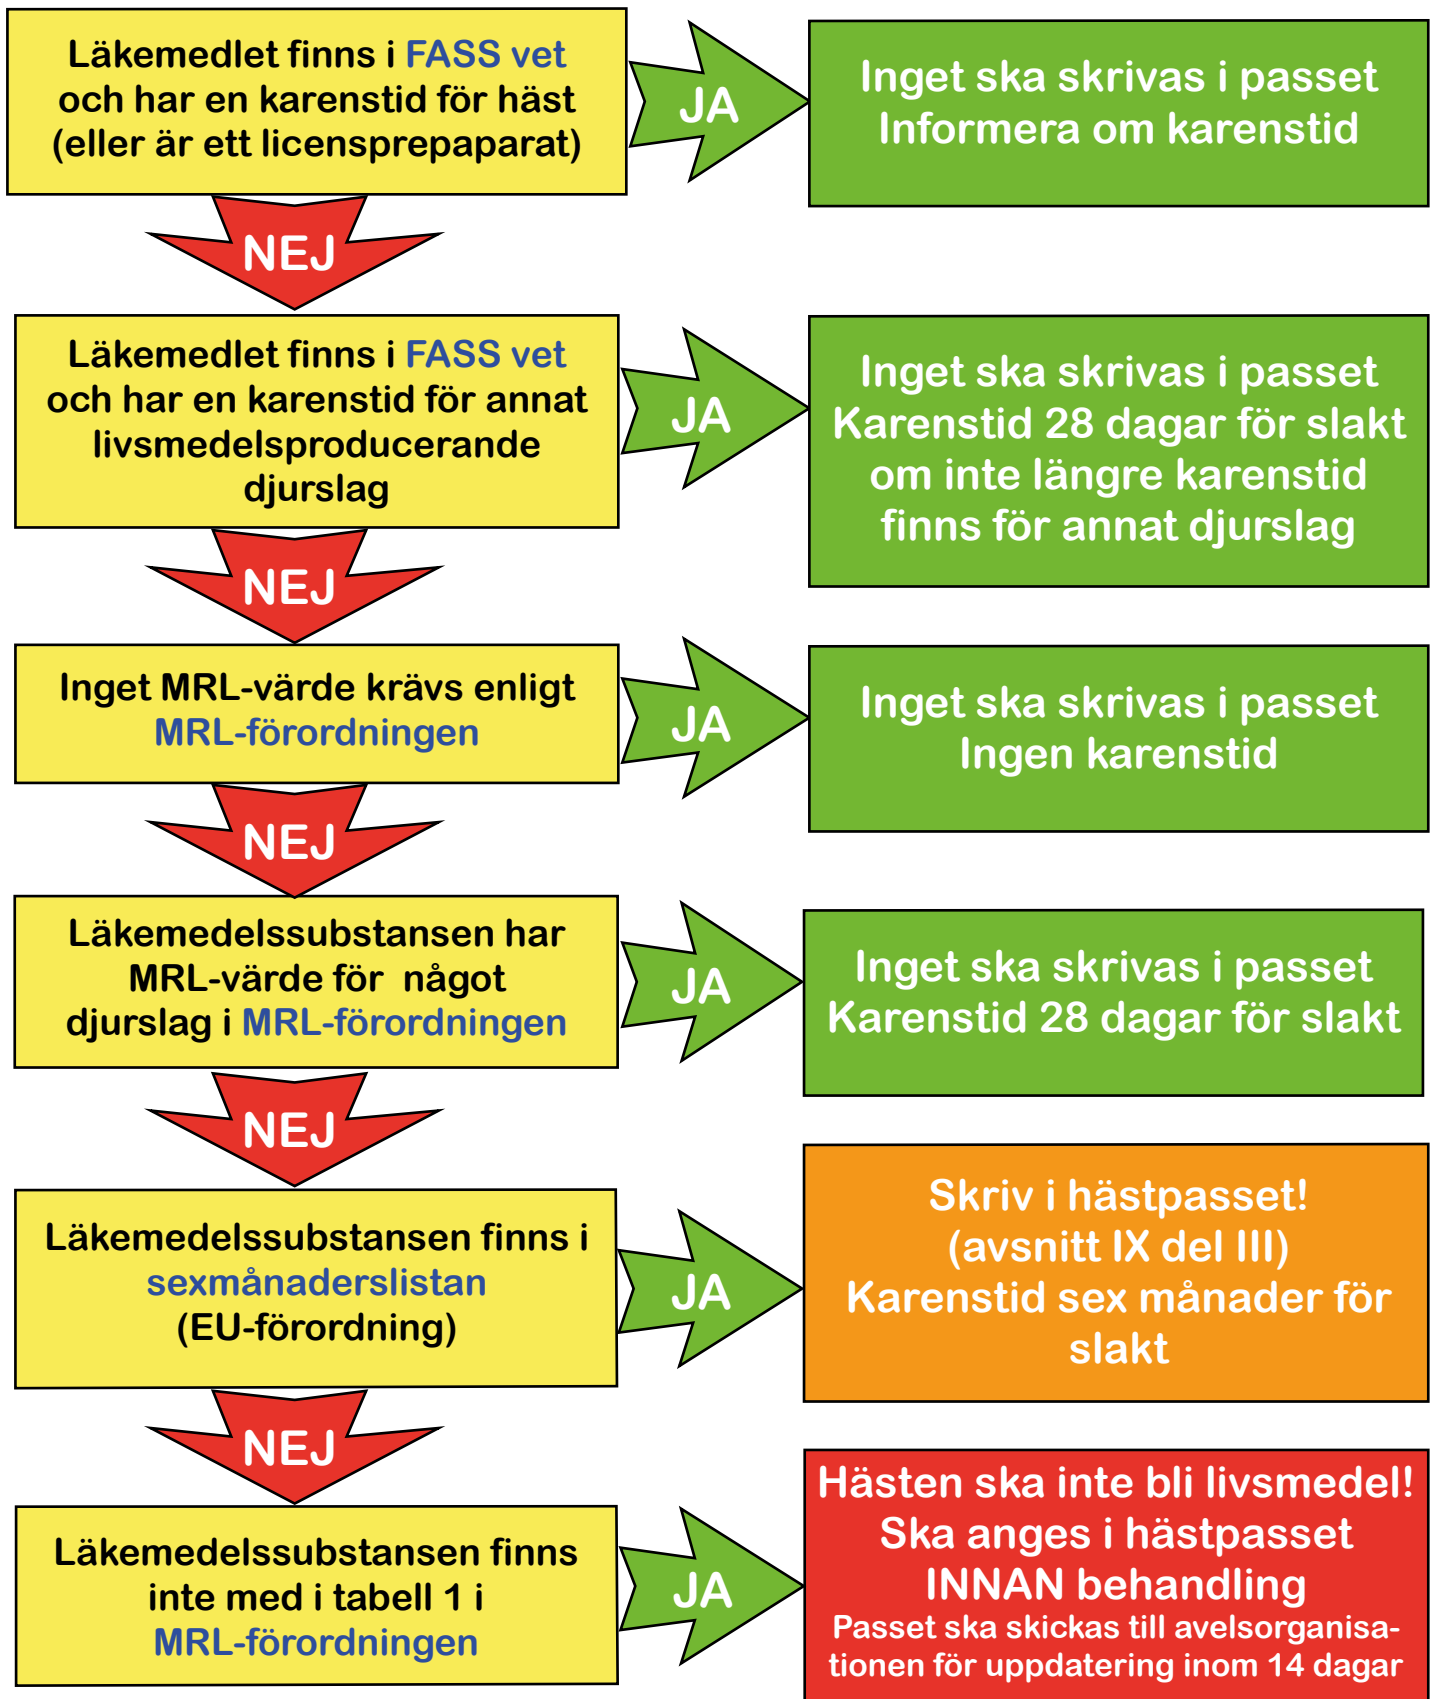 Läkemedlet finns i FASS vet
och har en karenstid för häst
(eller är ett licensprepaparat)
JA
Inget ska skrivas i passet
Informera om karenstid
NEJ
Läkemedlet finns i FASS vet
och har en karenstid för annat
livsmedelsproducerande
djurslag
JA
Inget ska skrivas i passet
Karenstid 28 dagar för slakt
om inte längre karenstid
finns för annat djurslag
NEJ
Inget MRL-värde krävs enligt
MRL-förordningen
JA
Inget ska skrivas i passet
Ingen karenstid
NEJ
Läkemedelssubstansen har
MRL-värde för något
djurslag i MRL-förordningen
JA
Inget ska skrivas i passet
Karenstid 28 dagar för slakt
NEJ
Läkemedelssubstansen finns i
sexmånaderslistan
(EU-förordning)
JA
Skriv i hästpasset!
(avsnitt IX del III)
Karenstid sex månader för
slakt
NEJ
Läkemedelssubstansen finns
inte med i tabell 1 i
MRL-förordningen
JA
Hästen ska inte bli livsmedel!
Ska anges i hästpasset
INNAN behandling
Passet ska skickas till avelsorganisa-
tionen för uppdatering inom 14 dagar